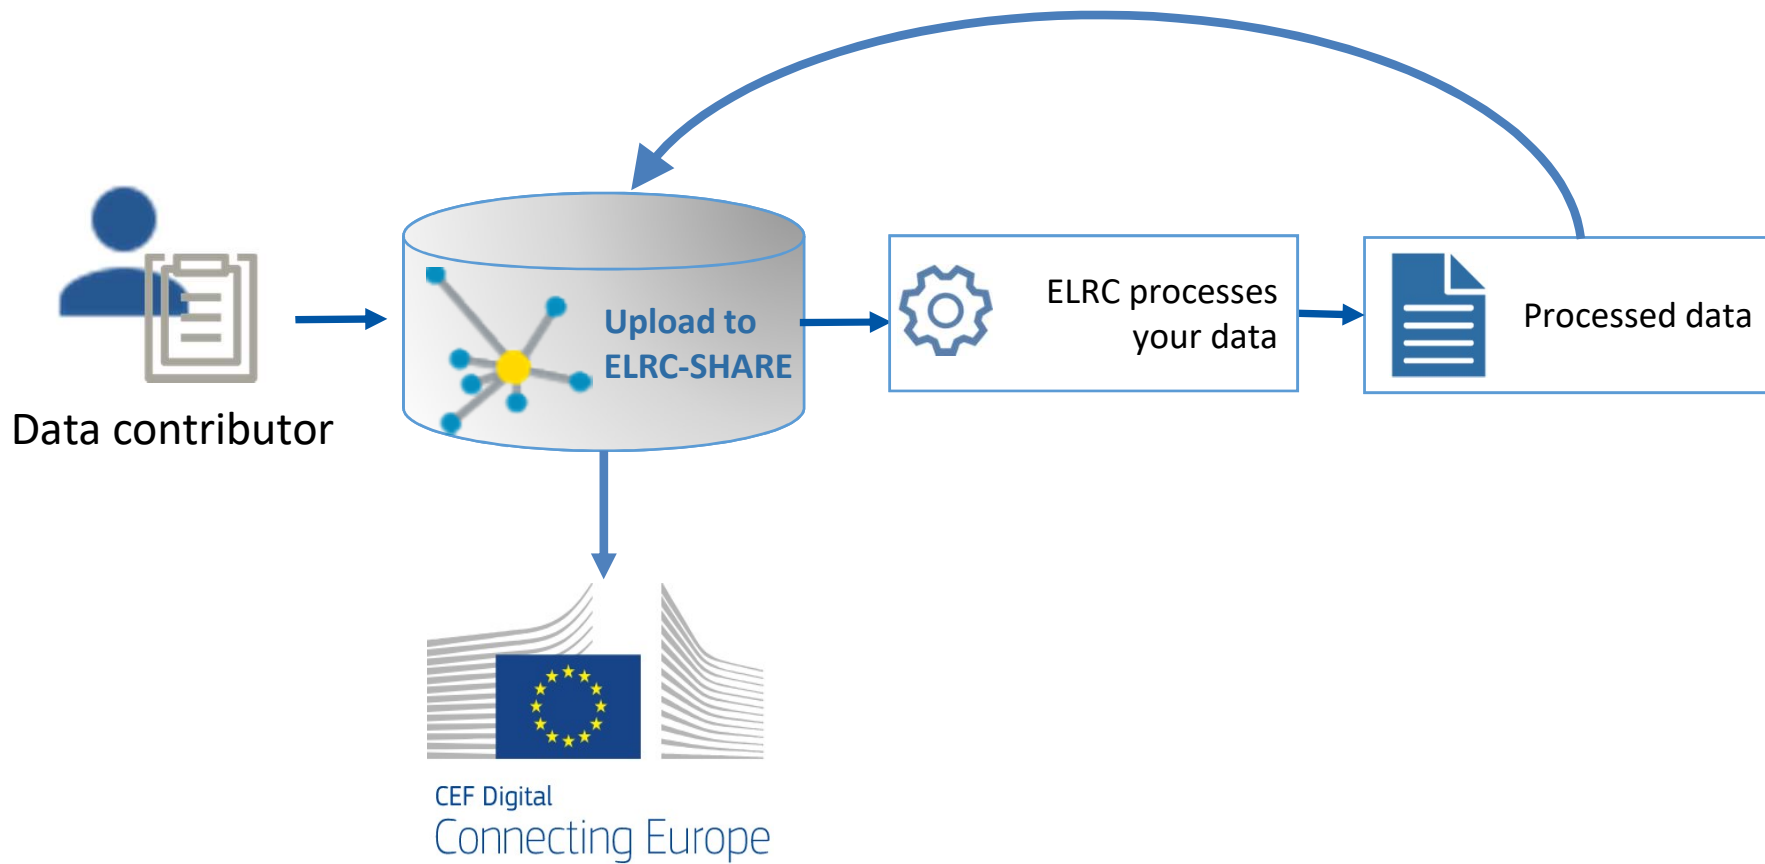 Data contributor
Upload to
ELRC-SHARE
ELRC processes
your data
Processed data
CEF Digital
Connecting Europe